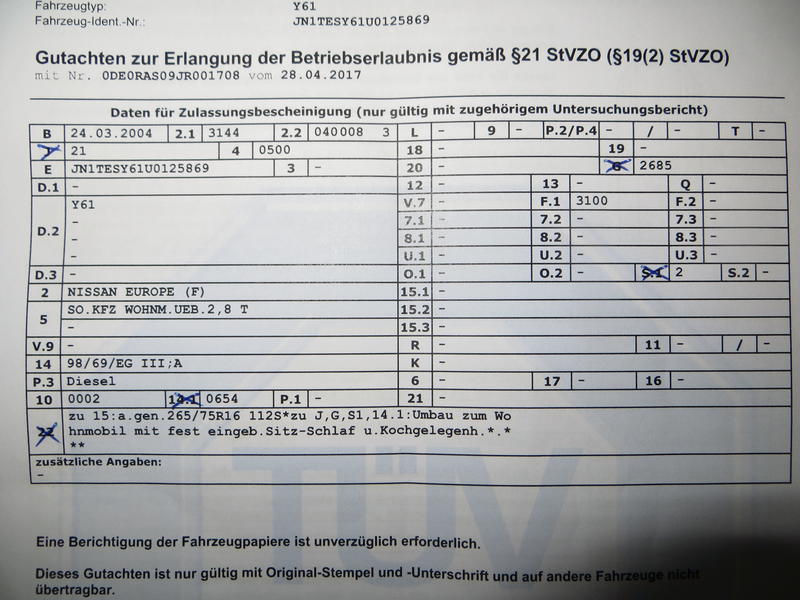 Fahrzeugtyp: Y61
Fahrzeug-Ident.-Nr.: JN1TESY61U0125869
Gutachten zur Erlangung der Betriebserlaubnis gemäß §21 StVZO (§19(2) StVZO)
mit Nr. 0DE0RAS09JR001708 vom 28.04.2017
Daten für Zulassungsbescheinigung (nur gültig mit zugehörigem Untersuchungsbericht)
B 24.03.2004 2.1 3144 2.2 040008 3 L - 9 - P.2/P.4 - / - T -
J 21 4 0500 18 - 19 -
E JN1TESY61U0125869 3 - 20 - G 2685
D.1 - 12 - 13 - Q -
D.2 Y61 V.7 - F.1 3100 F.2 -
- 7.1 - 7.2 - 7.3 -
- 8.1 - 8.2 - 8.3 -
- U.1 - U.2 - U.3 -
D.3 - O.1 - O.2 - S.1 2 S.2 -
2 NISSAN EUROPE (F) 15.1 -
5 SO.KFZ WOHNM.UEB.2,8 T 15.2 -
- 15.3 -
V.9 - R - 11 - / -
14 98/69/EG III;A K -
P.3 Diesel 6 - 17 - 16 -
10 0002 14.1 0654 P.1 - 21 -
22 zu 15:a.gen.265/75R16 112S*zu J,G,S1,14.1:Umbau zum Wo
hnmobil mit fest eingeb.Sitz-Schlaf u.Kochgelegenh.*.*
**
zusätzliche Angaben:
-
TÜV
Eine Berichtigung der Fahrzeugpapiere ist unverzüglich erforderlich.
Dieses Gutachten ist nur gültig mit Original-Stempel und -Unterschrift und auf andere Fahrzeuge nicht
übertragbar.